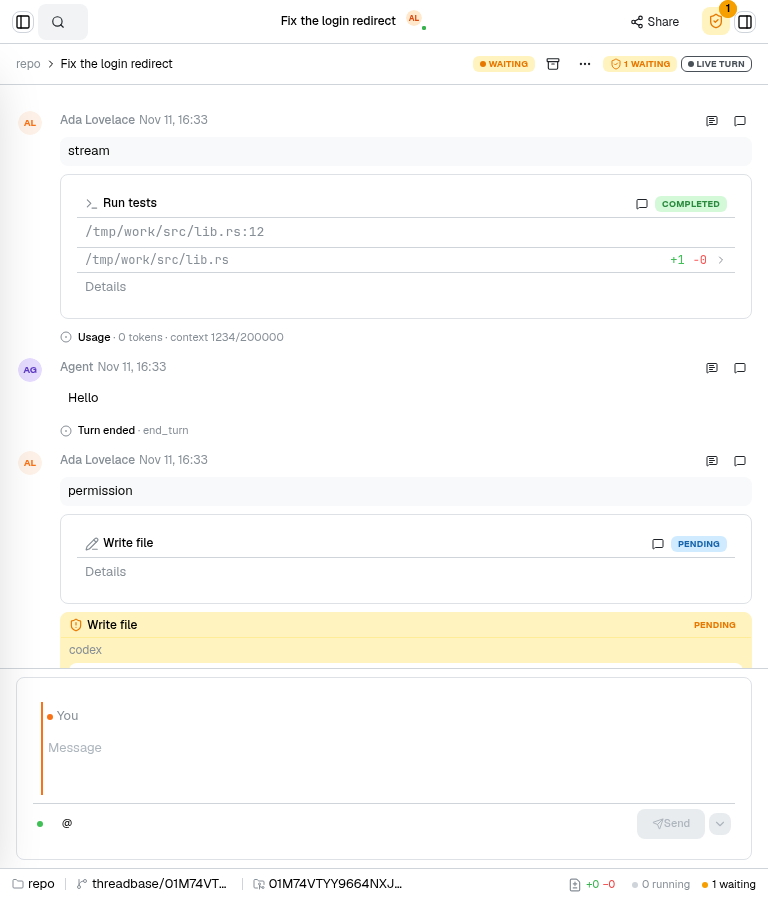 Fix the login redirect AL Share 1
repo > Fix the login redirect WAITING 1 WAITING LIVE TURN
AL Ada Lovelace Nov 11, 16:33
stream
Run tests COMPLETED
/tmp/work/src/lib.rs:12
/tmp/work/src/lib.rs +1 -0
Details
Usage · 0 tokens · context 1234/200000
AG Agent Nov 11, 16:33
Hello
Turn ended · end_turn
AL Ada Lovelace Nov 11, 16:33
permission
Write file PENDING
Details
Write file PENDING
codex
You
Message
@ Send
repo threadbase/01M74VT... 01M74VTYY9664NXJ... +0 -0 0 running 1 waiting